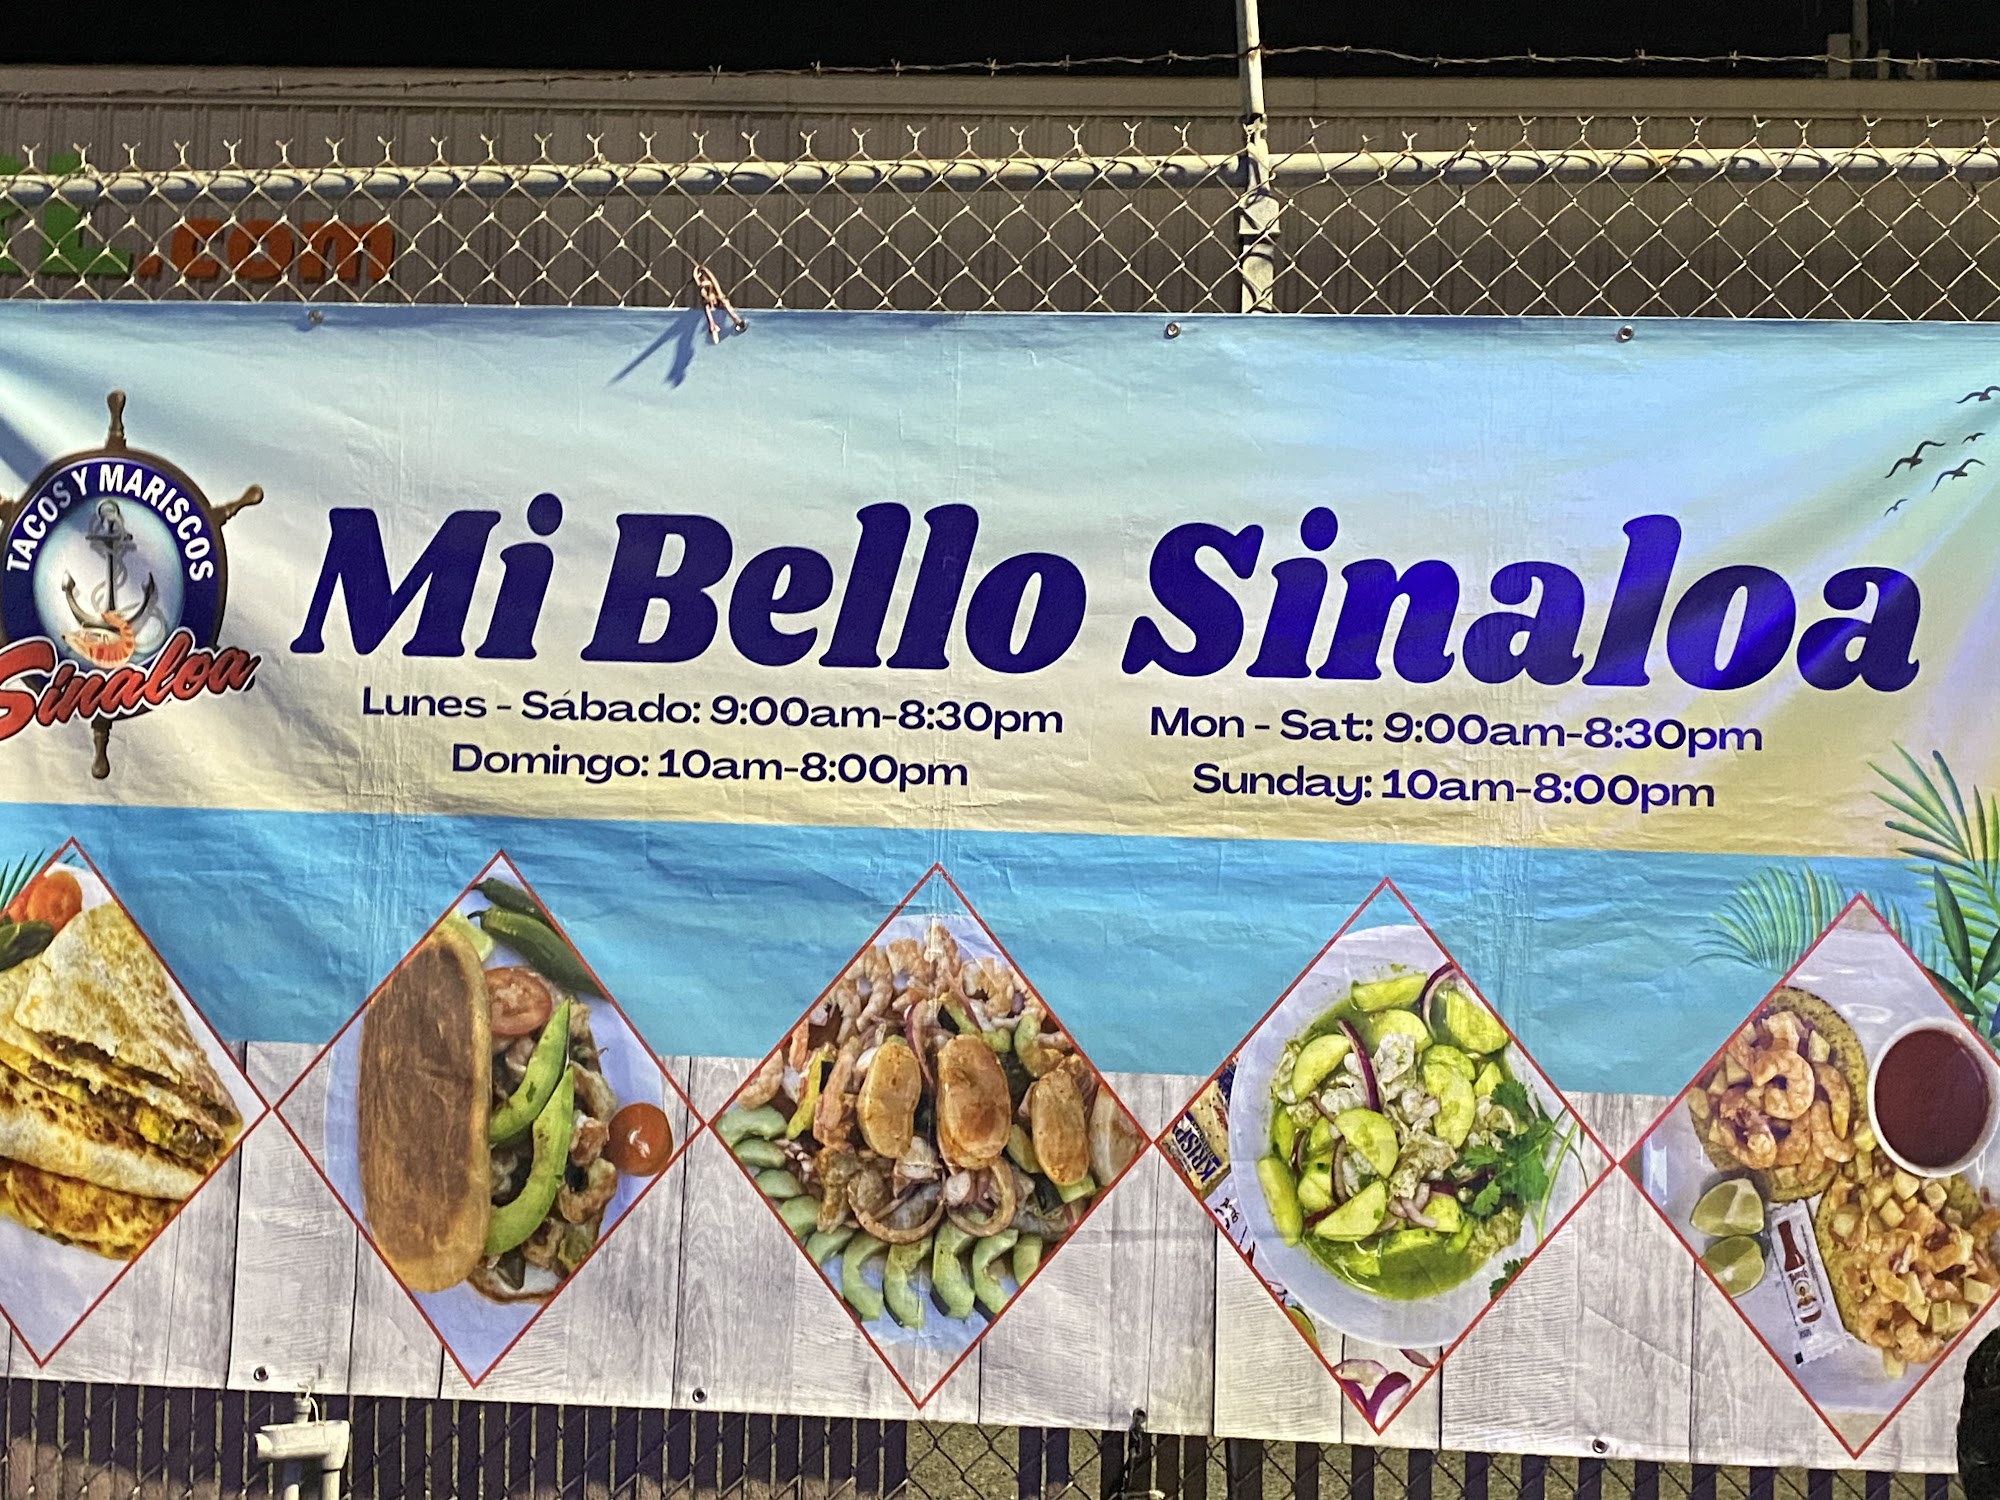 .com
TACOS Y MARISCOS
Sinaloa
Mi Bello Sinaloa
Lunes - Sábado: 9:00am-8:30pm
Domingo: 10am-8:00pm
Mon - Sat: 9:00am-8:30pm
Sunday: 10am-8:00pm
KRISP